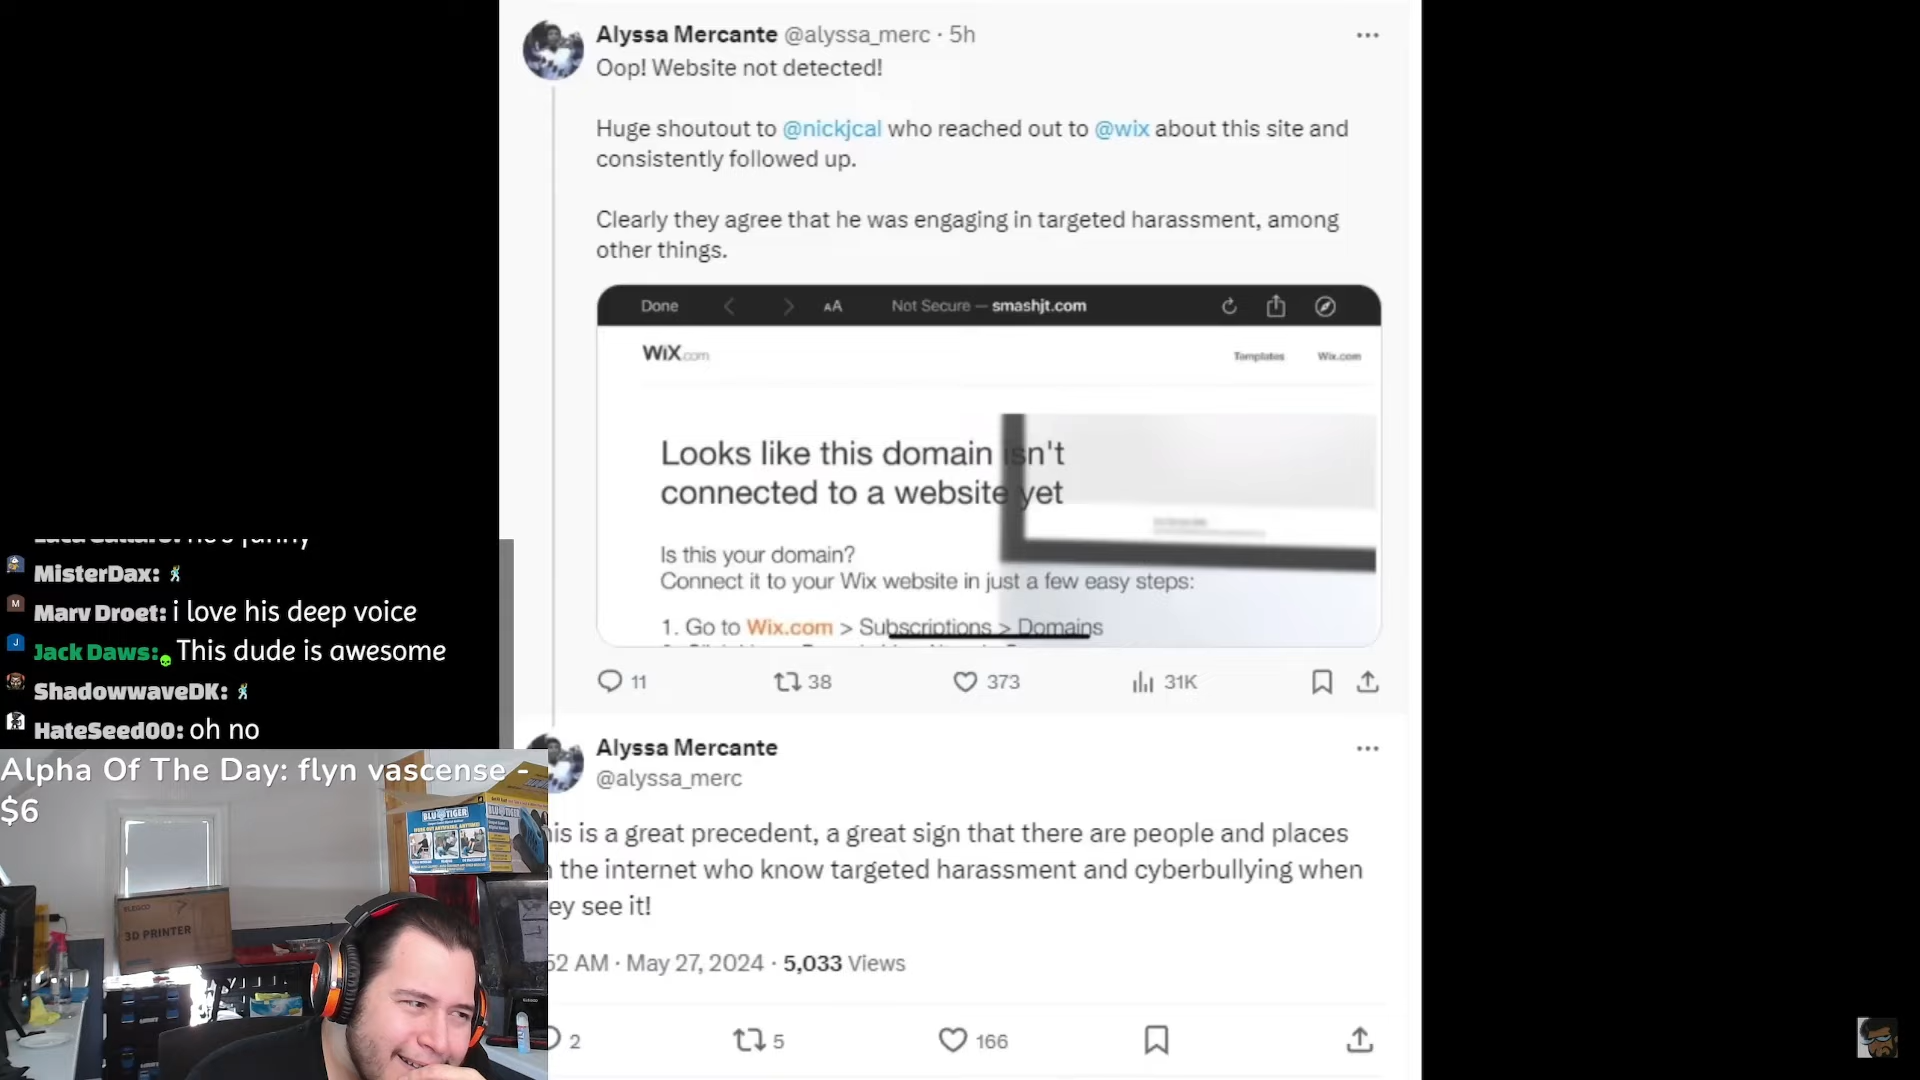 Alyssa Mercante @alyssa_merc · 5h
Oop! Website not detected!
Huge shoutout to @nickjcal who reached out to @wix about this site and
consistently followed up.
Clearly they agree that he was engaging in targeted harassment, among
other things.
Done AA Not Secure — smashjt.com
WiX.com Templates Wix.com
Looks like this domain isn't
connected to a website yet
Is this your domain?
Connect it to your Wix website in just a few easy steps:
1. Go to Wix.com > Subscriptions > Domains
11 38 373 31K
Alyssa Mercante
@alyssa_merc
is is a great precedent, a great sign that there are people and places
the internet who know targeted harassment and cyberbullying when
ey see it!
52 AM · May 27, 2024 · 5,033 Views
2 5 166
he's funny
MisterDax:
M
Marv Droet: i love his deep voice
J
Jack Daws: This dude is awesome
ShadowwaveDK:
HateSeed00: oh no
Alpha Of The Day: flyn vascense -
$6
BLUE TIGER
ELEGOO
3D PRINTER